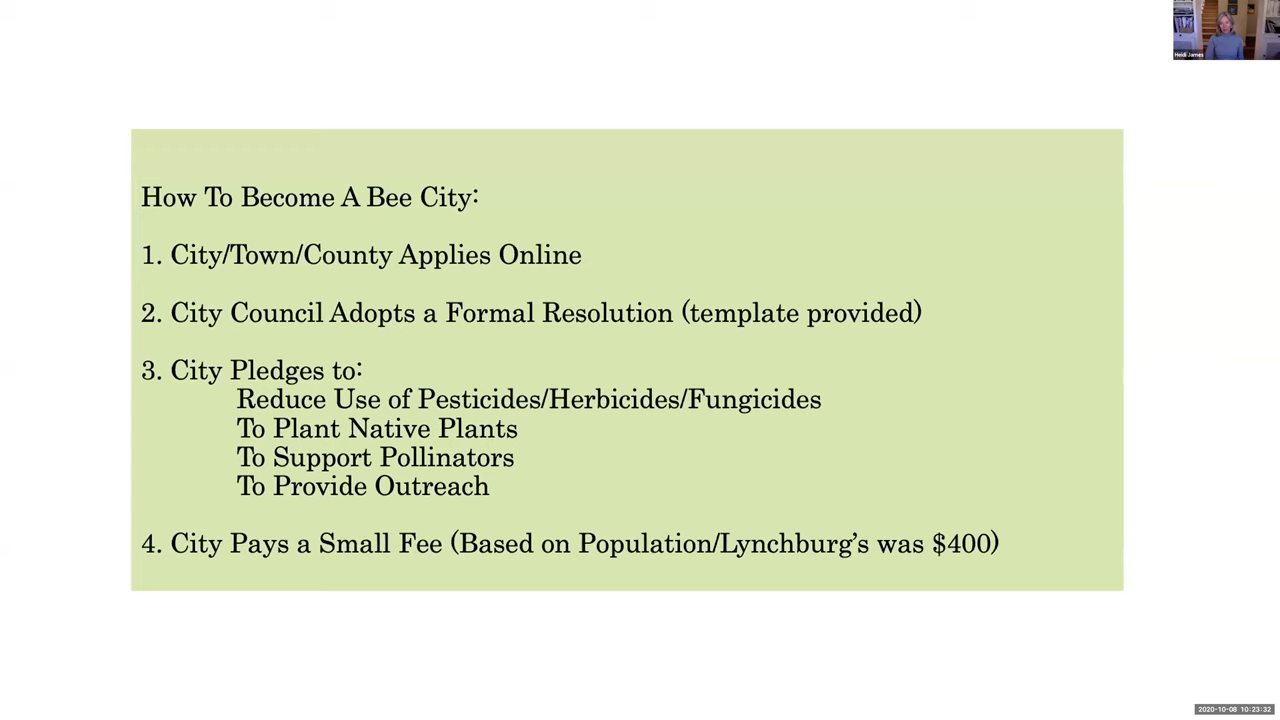 Heidi James
How To Become A Bee City:
1. City/Town/County Applies Online
2. City Council Adopts a Formal Resolution (template provided)
3. City Pledges to:
Reduce Use of Pesticides/Herbicides/Fungicides
To Plant Native Plants
To Support Pollinators
To Provide Outreach
4. City Pays a Small Fee (Based on Population/Lynchburg’s was $400)
2020-10-08 10:23:32